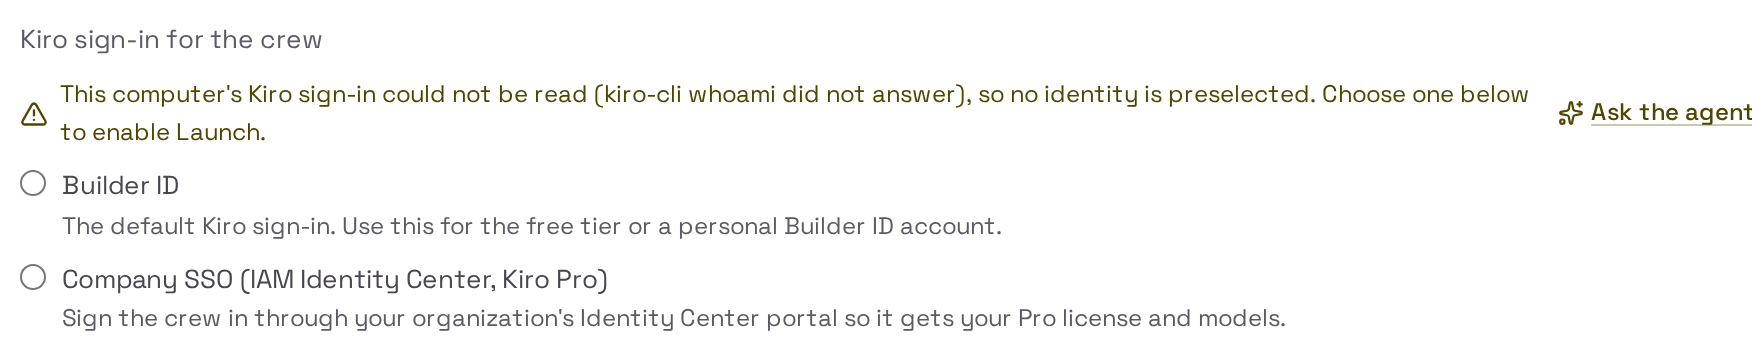 Kiro sign-in for the crew
This computer's Kiro sign-in could not be read (kiro-cli whoami did not answer), so no identity is preselected. Choose one below
to enable Launch.
Ask the agent
Builder ID
The default Kiro sign-in. Use this for the free tier or a personal Builder ID account.
Company SSO (IAM Identity Center, Kiro Pro)
Sign the crew in through your organization's Identity Center portal so it gets your Pro license and models.